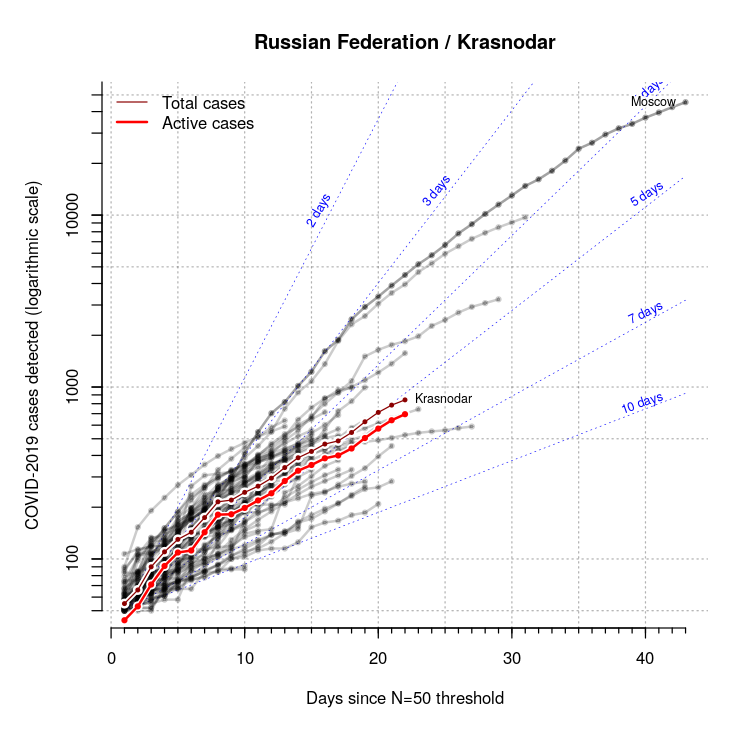 Russian Federation / Krasnodar
Total cases
Active cases
days
Moscow
2 days
3 days
5 days
7 days
10 days
Krasnodar
COVID-2019 cases detected (logarithmic scale)
10000
1000
100
0
10
20
30
40
Days since N=50 threshold